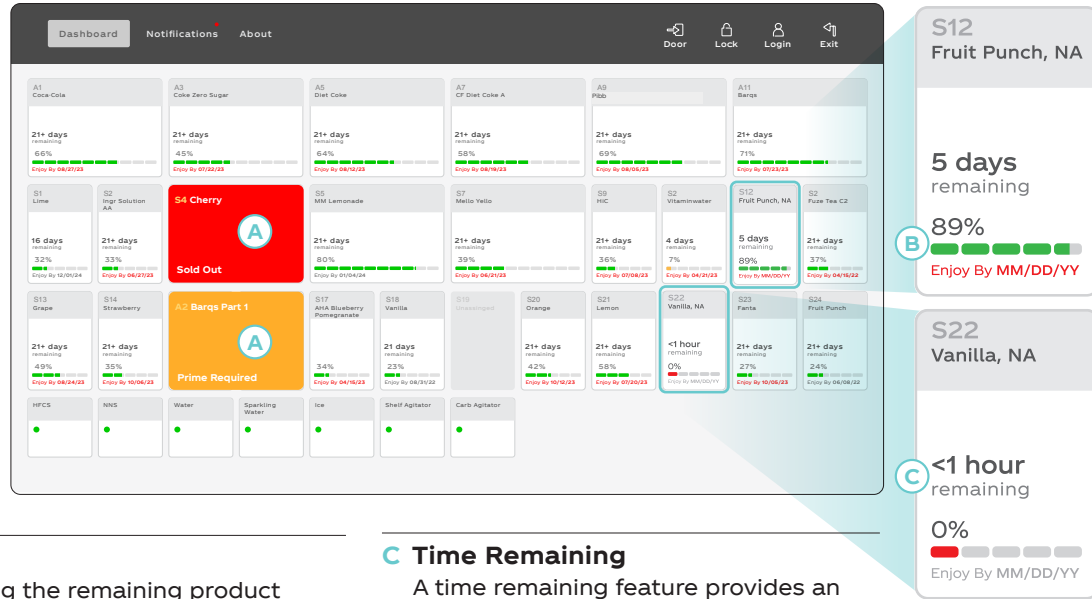 Dashboard Notifiications About
Door Lock Login Exit
A1
Coca-Cola
21+ days
remaining
66%
Enjoy By 08/27/23
A3
Coke Zero Sugar
21+ days
remaining
45%
Enjoy By 07/22/23
A5
Diet Coke
21+ days
remaining
64%
Enjoy By 08/12/23
A7
CF Diet Coke A
21+ days
remaining
58%
Enjoy By 08/19/23
A9
Pibb
21+ days
remaining
69%
Enjoy By 08/05/23
A11
Barqs
21+ days
remaining
71%
Enjoy By 07/23/23
S1
Lime
16 days
remaining
32%
Enjoy By 12/01/24
S2
Ingr Solution
AA
21+ days
remaining
33%
Enjoy By 06/27/23
S4 Cherry
A
Sold Out
S5
MM Lemonade
21+ days
remaining
80%
Enjoy By 01/04/24
S7
Mello Yello
21+ days
remaining
39%
Enjoy By 06/21/23
S9
HIC
21+ days
remaining
36%
Enjoy By 07/08/23
S2
Vitaminwater
4 days
remaining
7%
Enjoy By 04/21/23
S12
Fruit Punch, NA
5 days
remaining
89%
Enjoy By MM/DD/YY
S2
Fuze Tea C2
21+ days
remaining
37%
Enjoy By 04/15/22
S13
Grape
21+ days
remaining
49%
Enjoy By 08/24/23
S14
Strawberry
21+ days
remaining
35%
Enjoy By 10/06/23
A2 Barqs Part 1
A
Prime Required
S17
AHA Blueberry
Pomegranate
34%
Enjoy By 04/15/23
S18
Vanilla
21 days
remaining
23%
Enjoy By 08/31/22
S19
Unassinged
S20
Orange
21+ days
remaining
42%
Enjoy By 10/12/23
S21
Lemon
21+ days
remaining
58%
Enjoy By 07/20/23
S22
Vanilla, NA
<1 hour
remaining
0%
Enjoy By MM/DD/YY
S23
Fanta
21+ days
remaining
27%
Enjoy By 10/05/23
S24
Fruit Punch
21+ days
remaining
24%
Enjoy By 06/08/22
HFCS
NNS
Water
Sparkling
Water
Ice
Shelf Agitator
Carb Agitator
S12
Fruit Punch, NA
5 days
remaining
B
89%
Enjoy By MM/DD/YY
S22
Vanilla, NA
C
<1 hour
remaining
0%
Enjoy By MM/DD/YY
g the remaining product
C Time Remaining
A time remaining feature provides an